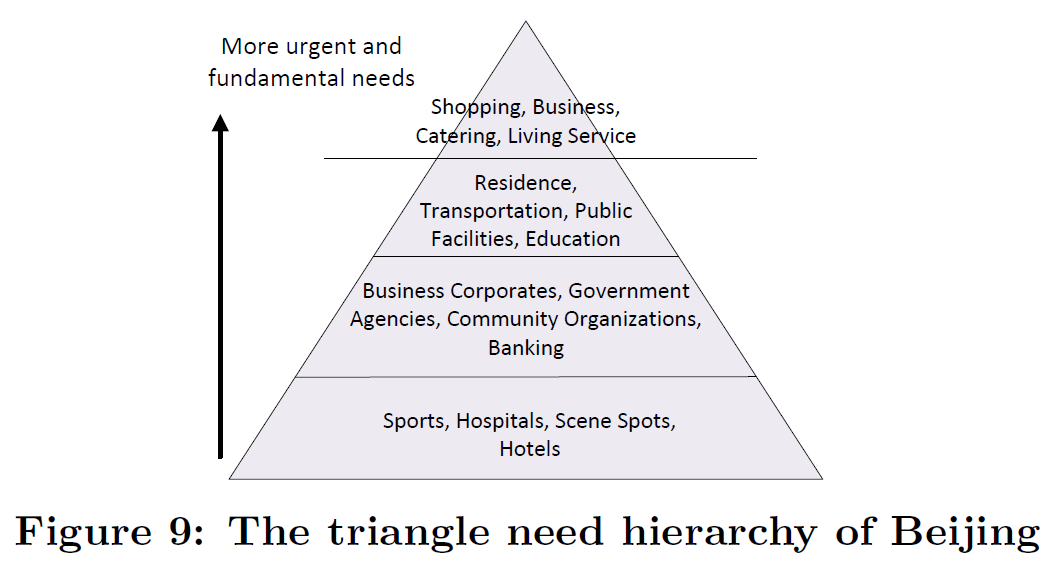 More urgent and
fundamental needs
Shopping, Business,
Catering, Living Service
Residence,
Transportation, Public
Facilities, Education
Business Corporates, Government
Agencies, Community Organizations,
Banking
Sports, Hospitals, Scene Spots,
Hotels
Figure 9: The triangle need hierarchy of Beijing